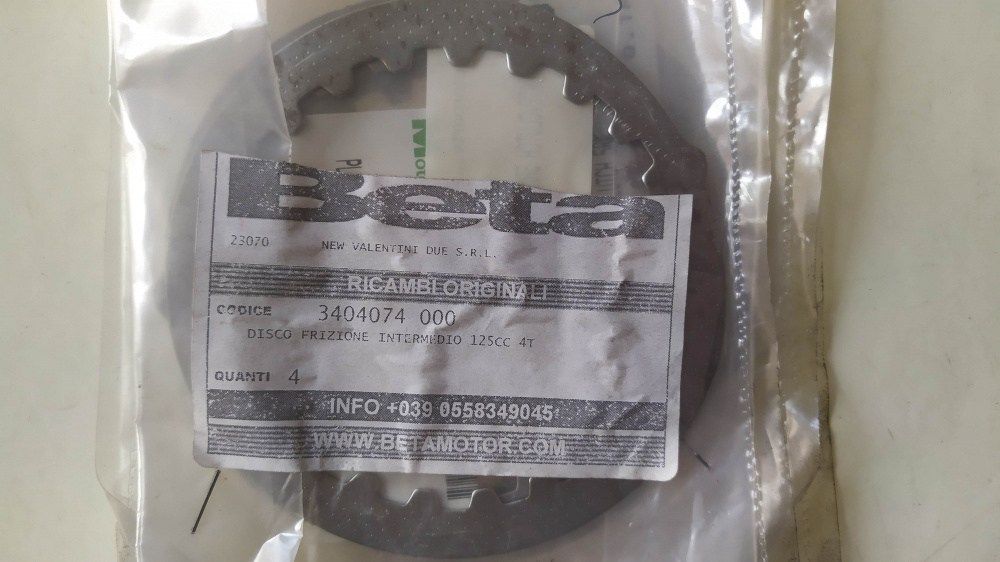 Beta
23070 NEW VALENTINI DUE S.R.L.
RICAMBI ORIGINALI
CODICE 3404074 000
DISCO FRIZIONE INTERMEDIO 125CC 4T
QUANTI 4
INFO +039 0558349045
WWW.BETAMOTOR.COM